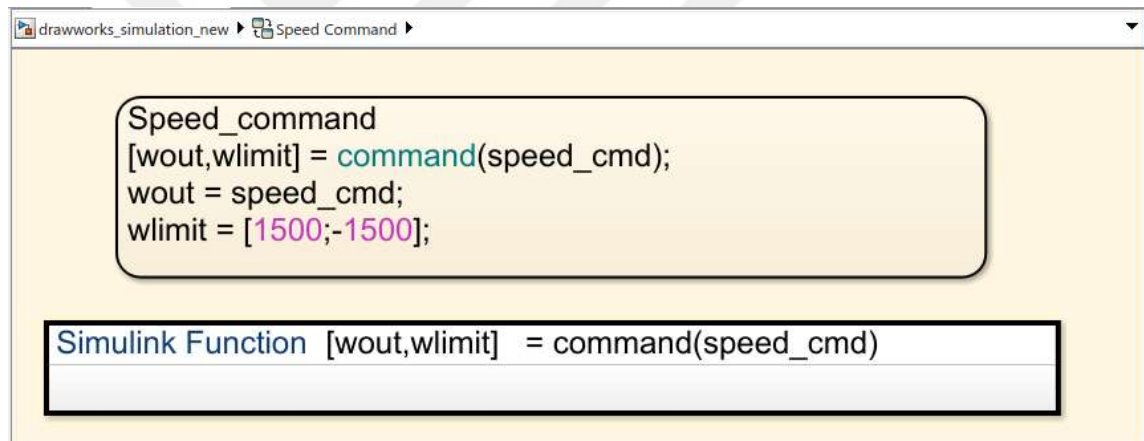 drawworks_simulation_new Speed Command
Speed_command
[wout,wlimit] = command(speed_cmd);
wout = speed_cmd;
wlimit = [1500;-1500];
Simulink Function [wout,wlimit] = command(speed_cmd)